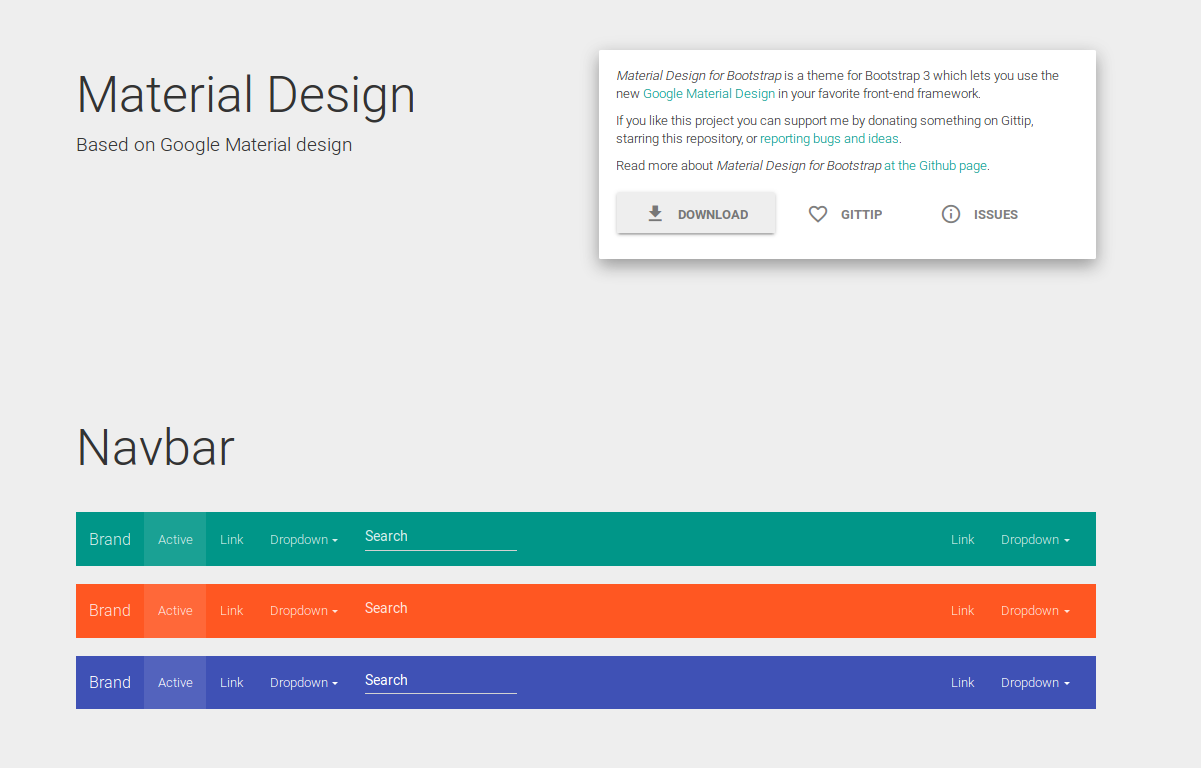 Material Design
Based on Google Material design
Material Design for Bootstrap is a theme for Bootstrap 3 which lets you use the
new Google Material Design in your favorite front-end framework.
If you like this project you can support me by donating something on Gittip,
starring this repository, or reporting bugs and ideas.
Read more about Material Design for Bootstrap at the Github page.
DOWNLOAD GITTIP ISSUES
Navbar
Brand Active Link Dropdown Search Link Dropdown
Brand Active Link Dropdown Search Link Dropdown
Brand Active Link Dropdown Search Link Dropdown